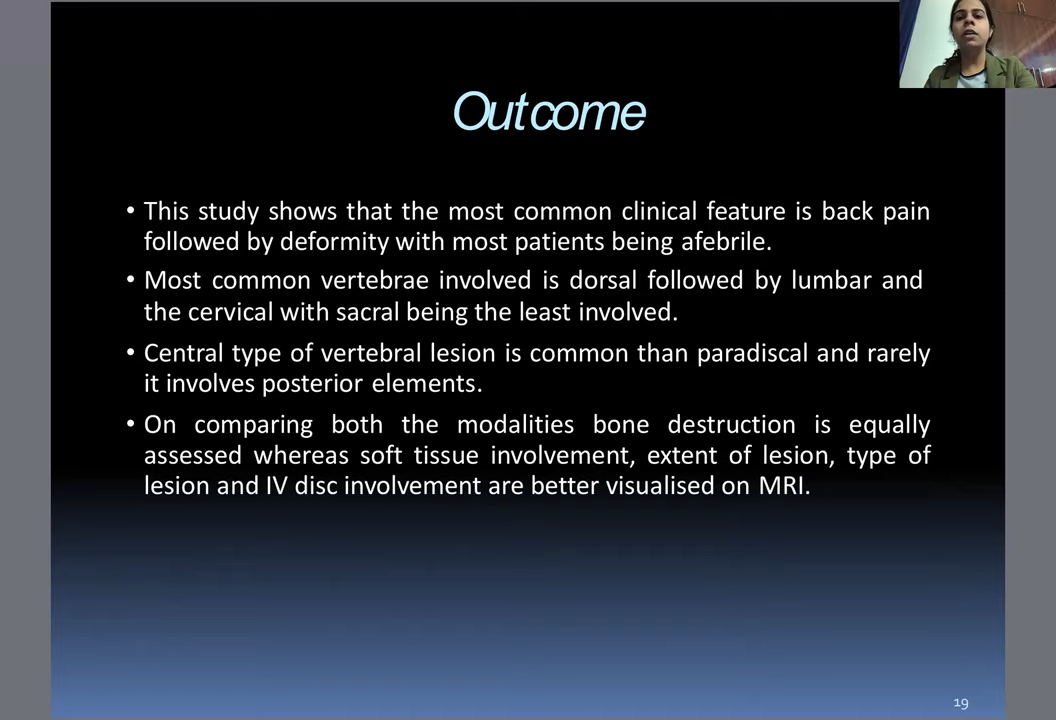 Outcome
• This study shows that the most common clinical feature is back pain
followed by deformity with most patients being afebrile.
• Most common vertebrae involved is dorsal followed by lumbar and
the cervical with sacral being the least involved.
• Central type of vertebral lesion is common than paradiscal and rarely
it involves posterior elements.
• On comparing both the modalities bone destruction is equally
assessed whereas soft tissue involvement, extent of lesion, type of
lesion and IV disc involvement are better visualised on MRI.
19